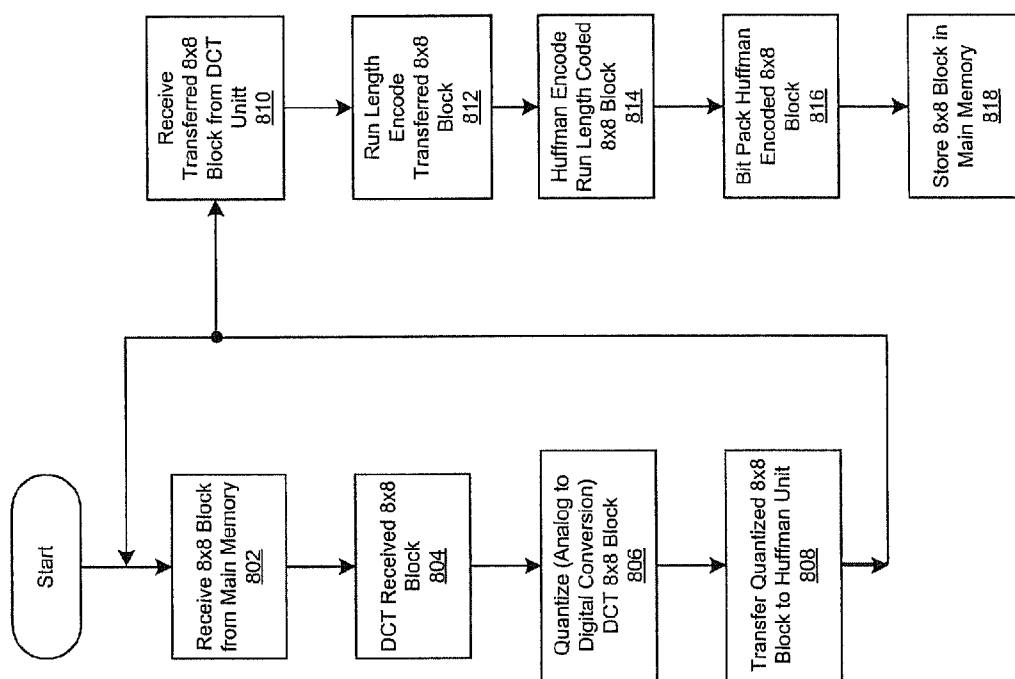 Start
Receive 8x8 Block
from Main Memory
802
DCT Received 8x8
Block
804
Quantize (Analog to
Digital Conversion)
DCT 8x8 Block
806
Transfer Quantized 8x8
Block to Huffman Unit
808
Receive
Transferred 8x8
Block from DCT
Unitt
810
Run Length
Encode
Transferred 8x8
Block
812
Huffman Encode
Run Length Coded
8x8 Block
814
Bit Pack Huffman
Encoded 8x8
Block
816
Store 8x8 Block in
Main Memory
818